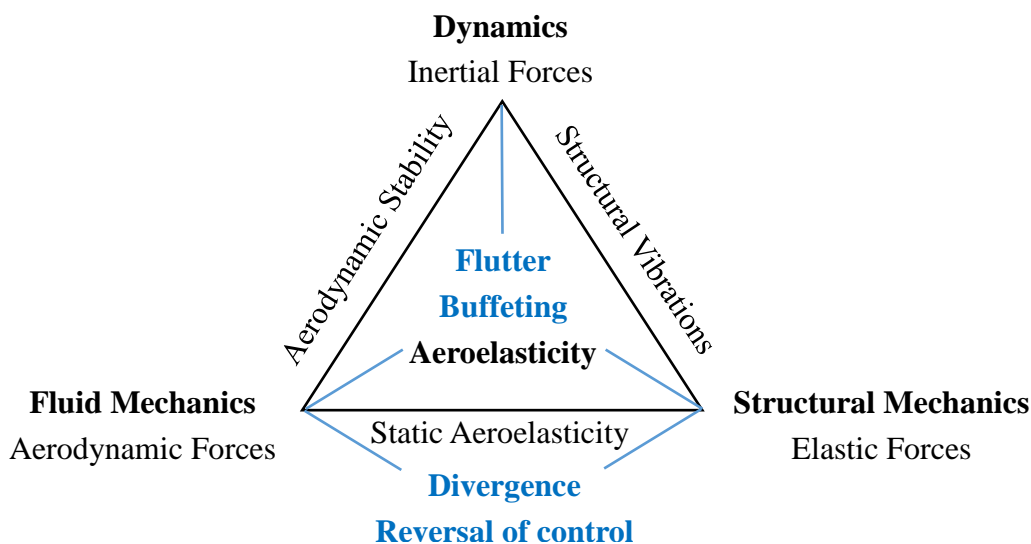 Dynamics
Inertial Forces
Aerodynamic Stability
Structural Vibrations
Flutter
Buffeting
Aeroelasticity
Fluid Mechanics
Aerodynamic Forces
Structural Mechanics
Elastic Forces
Static Aeroelasticity
Divergence
Reversal of control